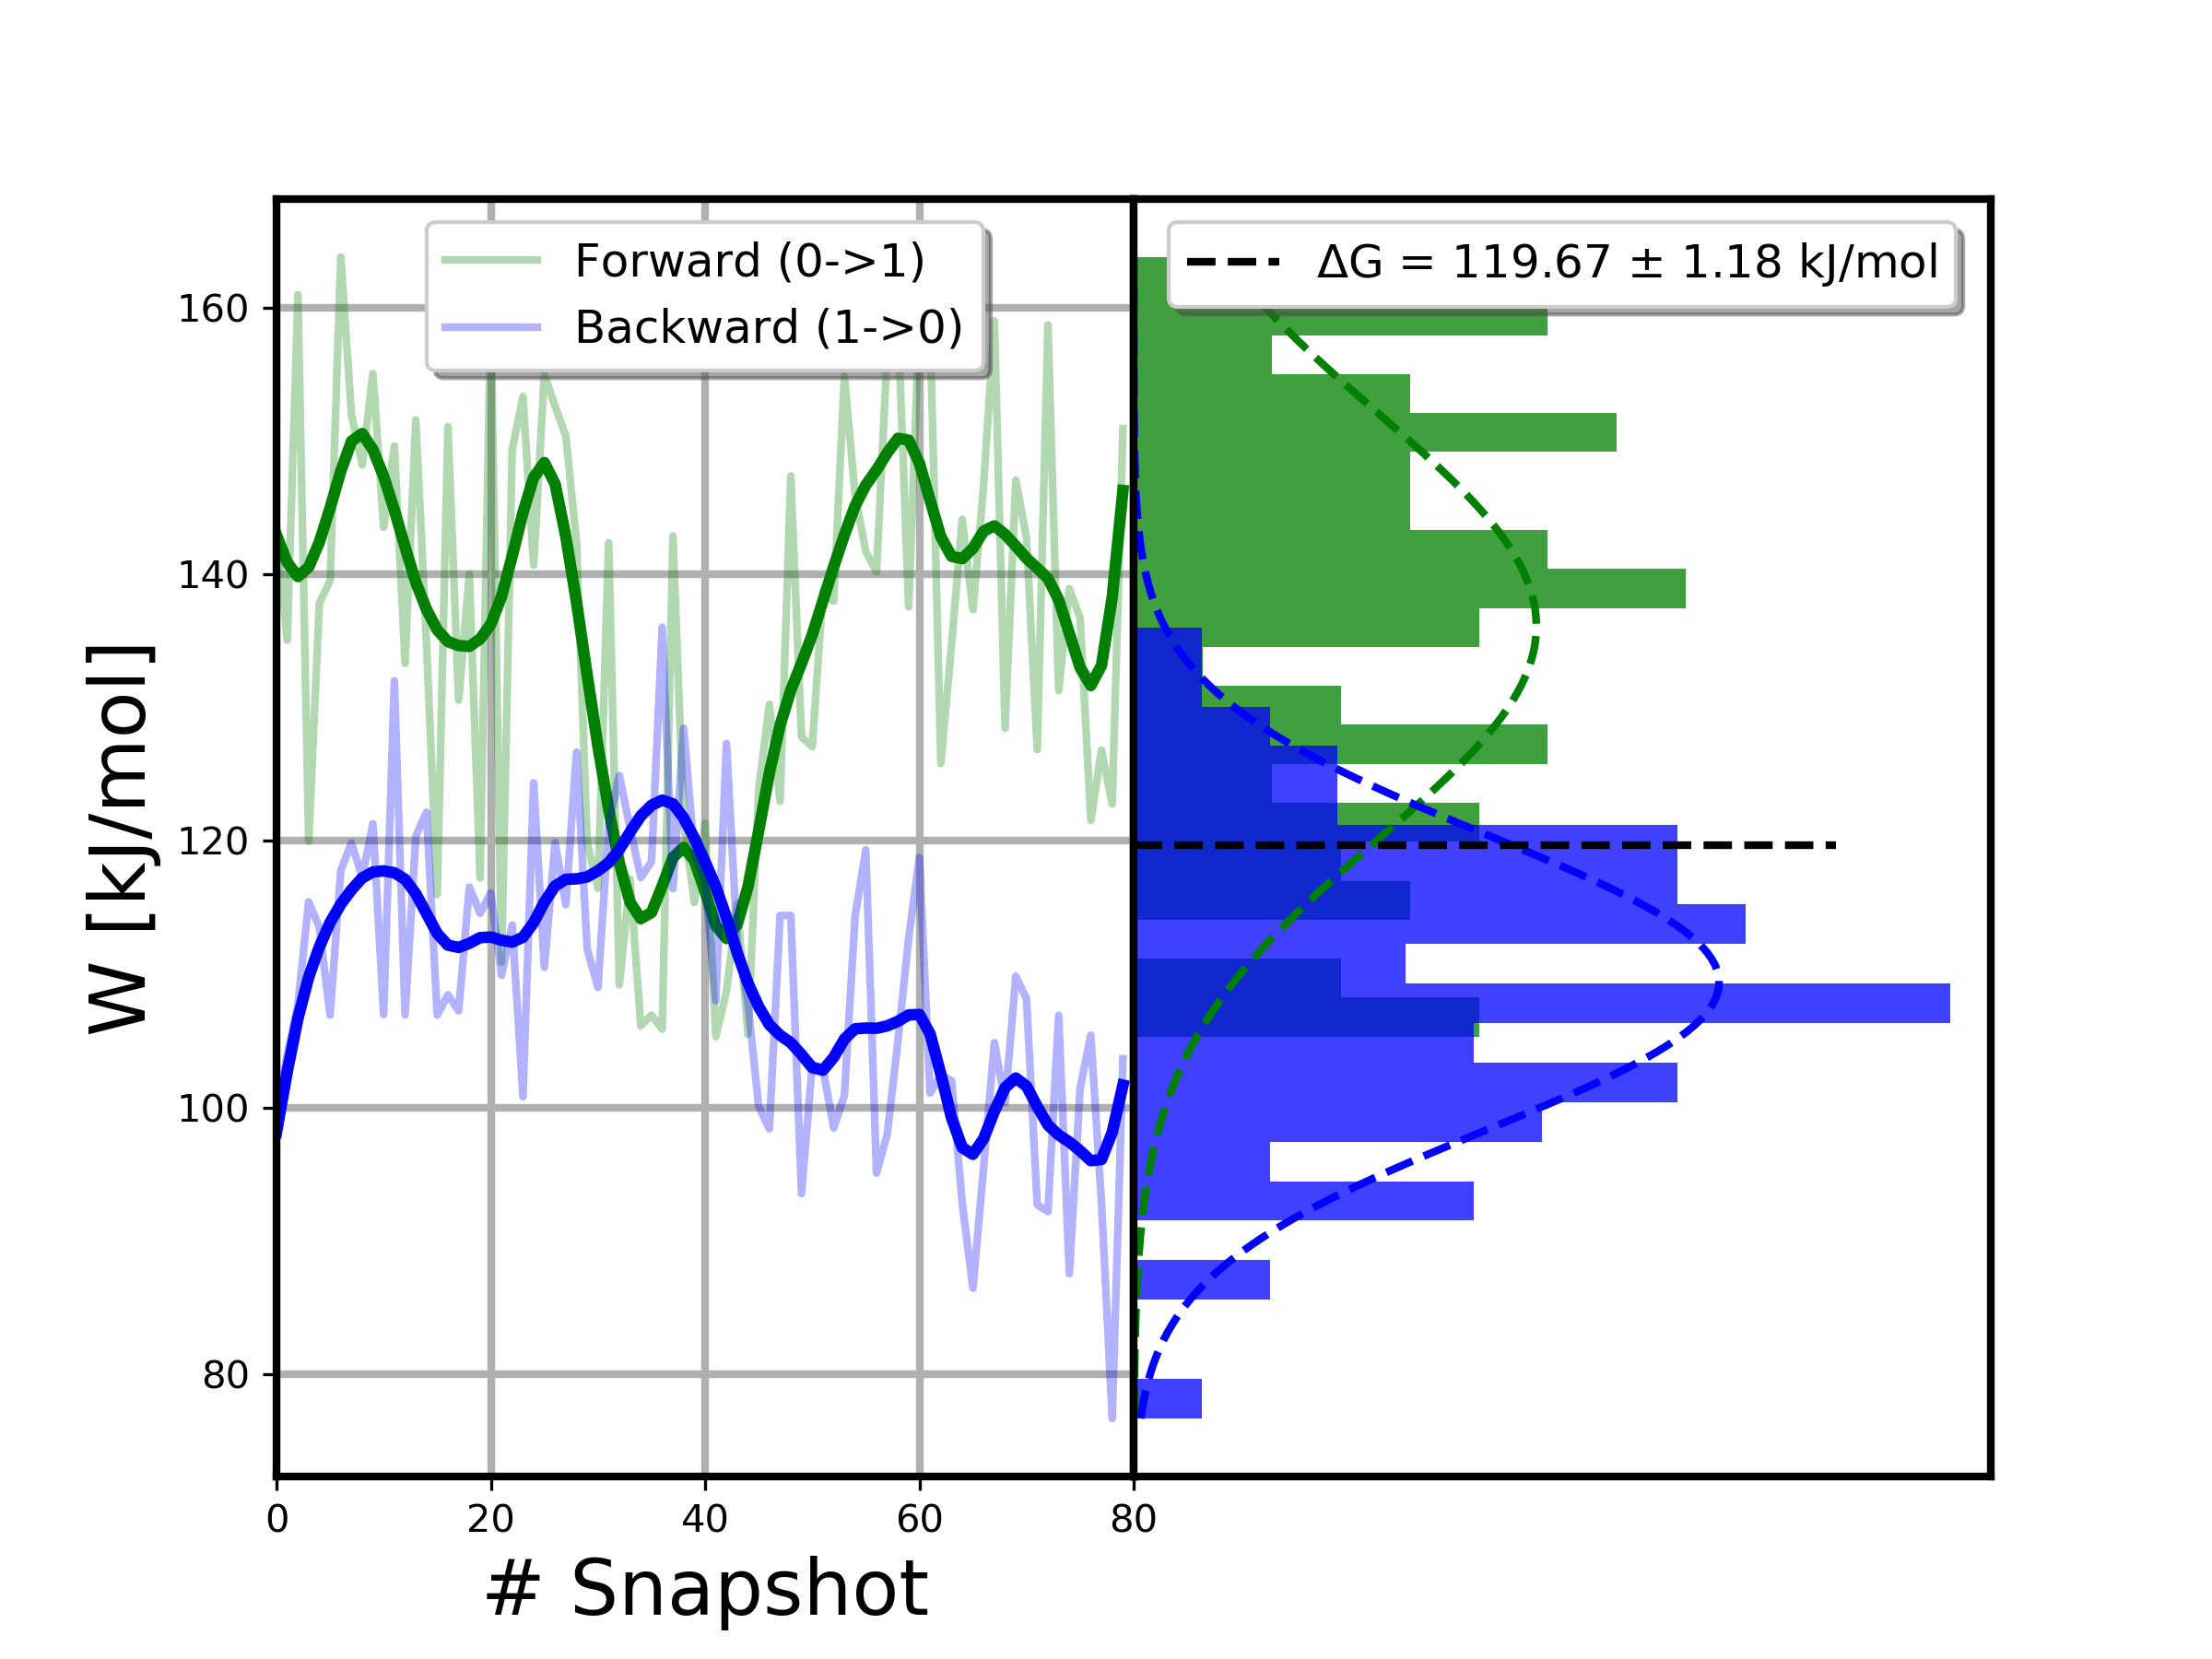 Forward (0->1)
Backward (1->0)
ΔG = 119.67 ± 1.18 kJ/mol
160
140
120
100
80
W [kJ/mol]
0 20 40 60 80
# Snapshot